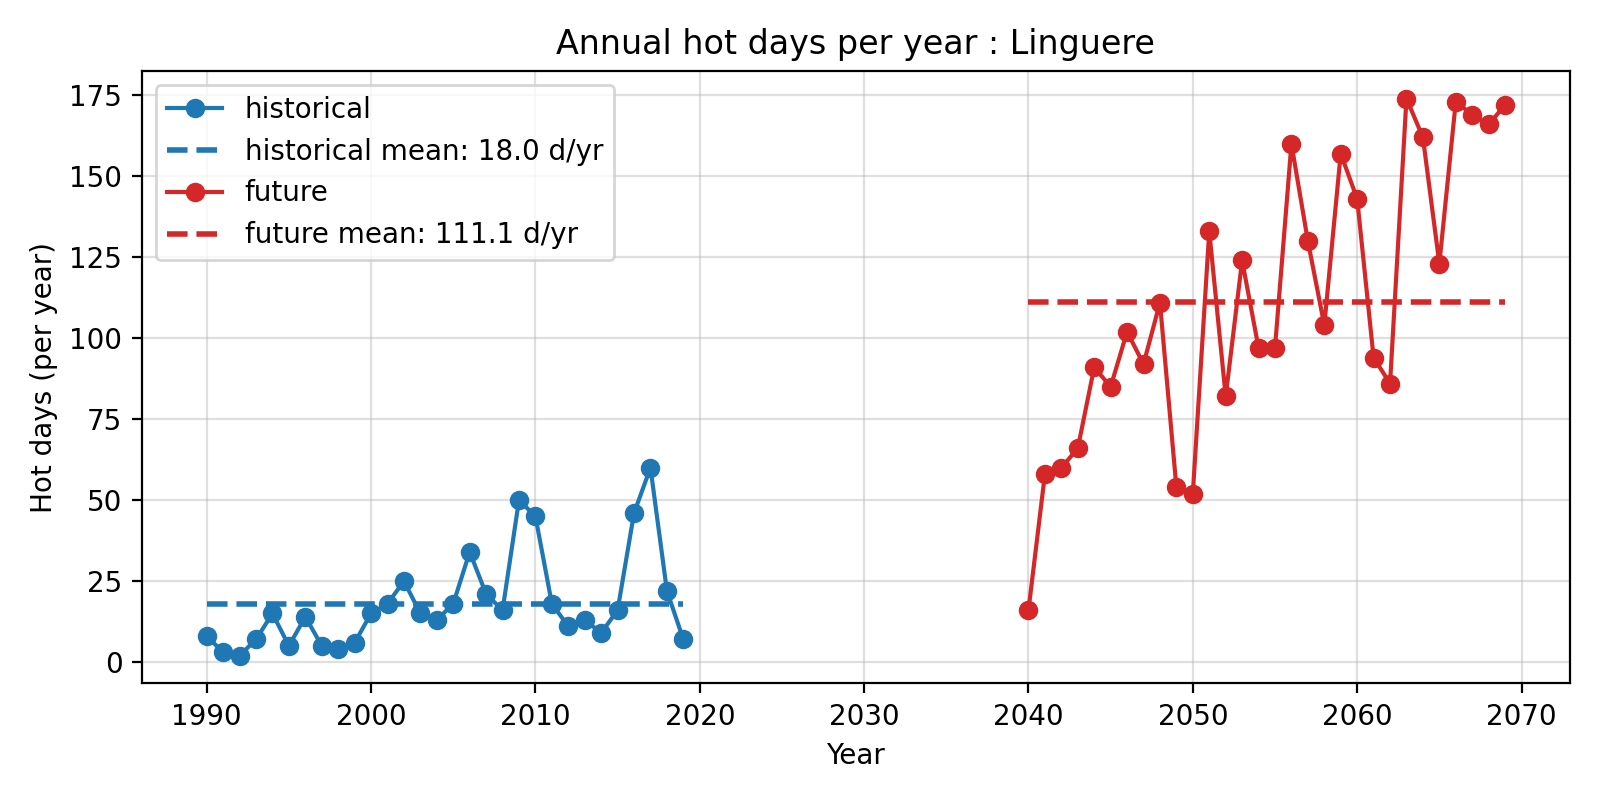 Annual hot days per year : Linguere
historical
historical mean: 18.0 d/yr
future
future mean: 111.1 d/yr
Hot days (per year)
175
150
125
100
75
50
25
0
1990 2000 2010 2020 2030 2040 2050 2060 2070
Year